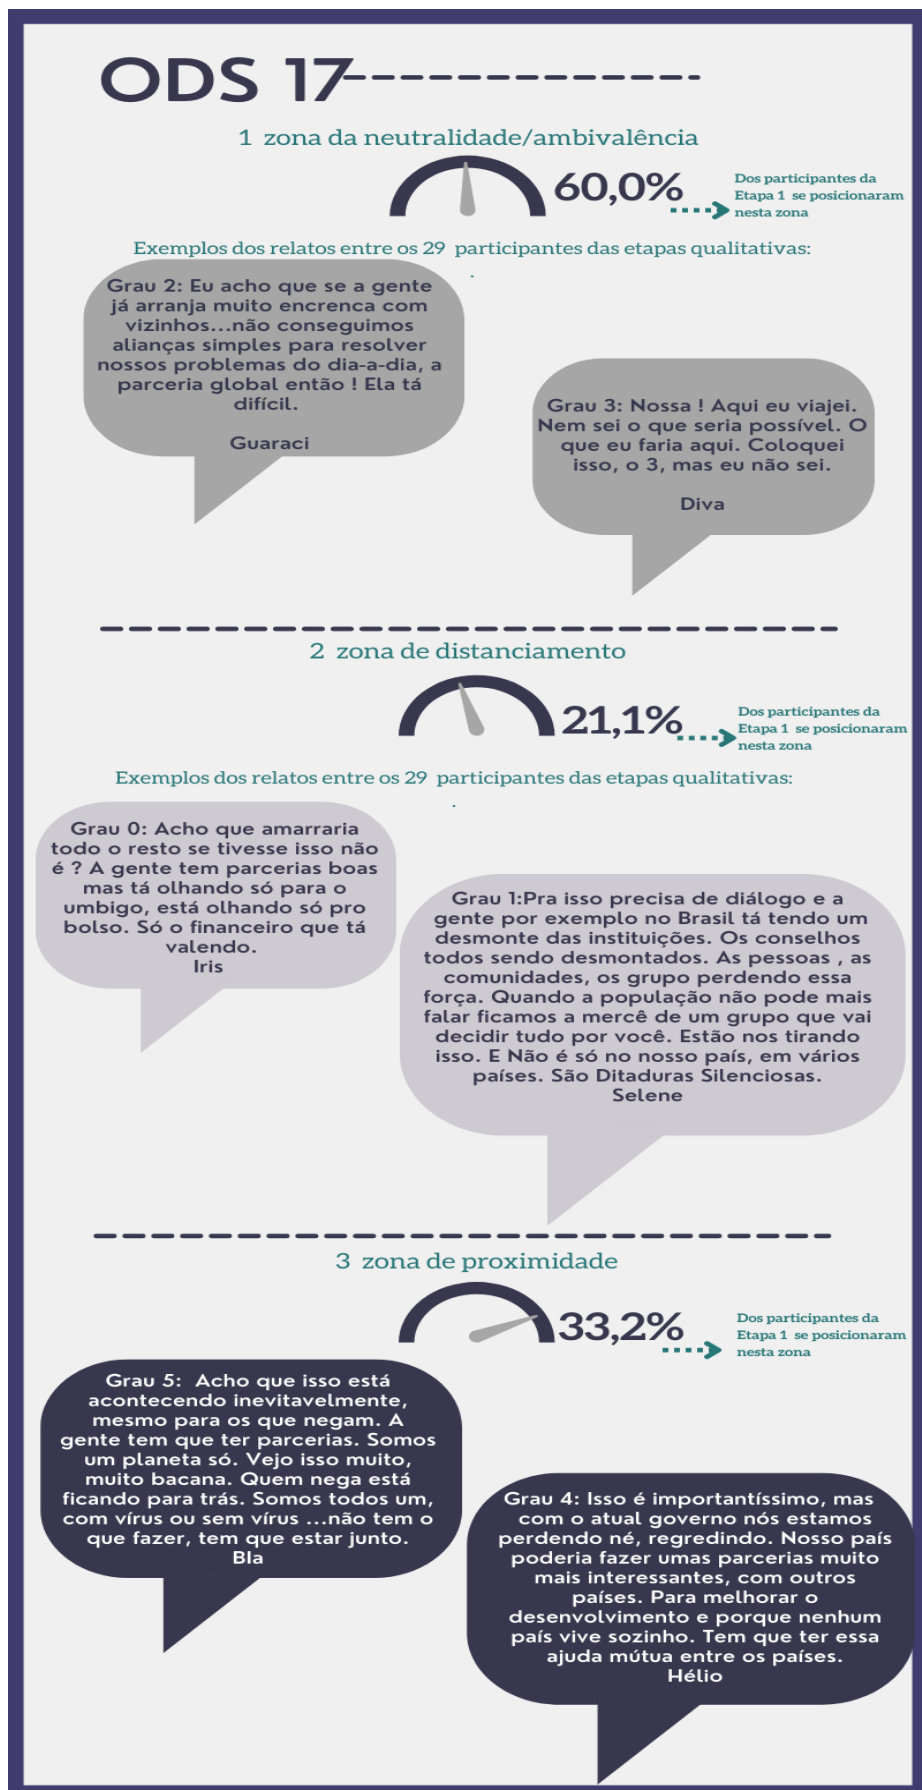 ODS 17
1 zona da neutralidade/ambivalência
60,0%
Dos participantes da
Etapa 1 se posicionaram
nesta zona
Exemplos dos relatos entre os 29 participantes das etapas qualitativas:
.
Grau 2: Eu acho que se a gente
já arranja muito encrenca com
vizinhos...não conseguimos
alianças simples para resolver
nossos problemas do dia-a-dia, a
parceria global então ! Ela tá
difícil.
Guaraci
Grau 3: Nossa ! Aqui eu viajei.
Nem sei o que seria possível. O
que eu faria aqui. Coloquei
isso, o 3, mas eu não sei.
Diva
2 zona de distanciamento
21,1%
Dos participantes da
Etapa 1 se posicionaram
nesta zona
Exemplos dos relatos entre os 29 participantes das etapas qualitativas:
.
Grau 0: Acho que amarraria
todo o resto se tivesse isso não
é ? A gente tem parcerias boas
mas tá olhando só para o
umbigo, está olhando só pro
bolso. Só o financeiro que tá
valendo.
Iris
Grau 1:Pra isso precisa de diálogo e a
gente por exemplo no Brasil tá tendo um
desmonte das instituições. Os conselhos
todos sendo desmontados. As pessoas , as
comunidades, os grupo perdendo essa
força. Quando a população não pode mais
falar ficamos a mercê de um grupo que vai
decidir tudo por você. Estão nos tirando
isso. E Não é só no nosso país, em vários
países. São Ditaduras Silenciosas.
Selene
3 zona de proximidade
33,2%
Dos participantes da
Etapa 1 se posicionaram
nesta zona
Grau 5: Acho que isso está
acontecendo inevitavelmente,
mesmo para os que negam. A
gente tem que ter parcerias. Somos
um planeta só. Vejo isso muito,
muito bacana. Quem nega está
ficando para trás. Somos todos um,
com vírus ou sem vírus ...não tem o
que fazer, tem que estar junto.
Bla
Grau 4: Isso é importantíssimo, mas
com o atual governo nós estamos
perdendo né, regredindo. Nosso país
poderia fazer umas parcerias muito
mais interessantes, com outros
países. Para melhorar o
desenvolvimento e porque nenhum
país vive sozinho. Tem que ter essa
ajuda mútua entre os países.
Hélio